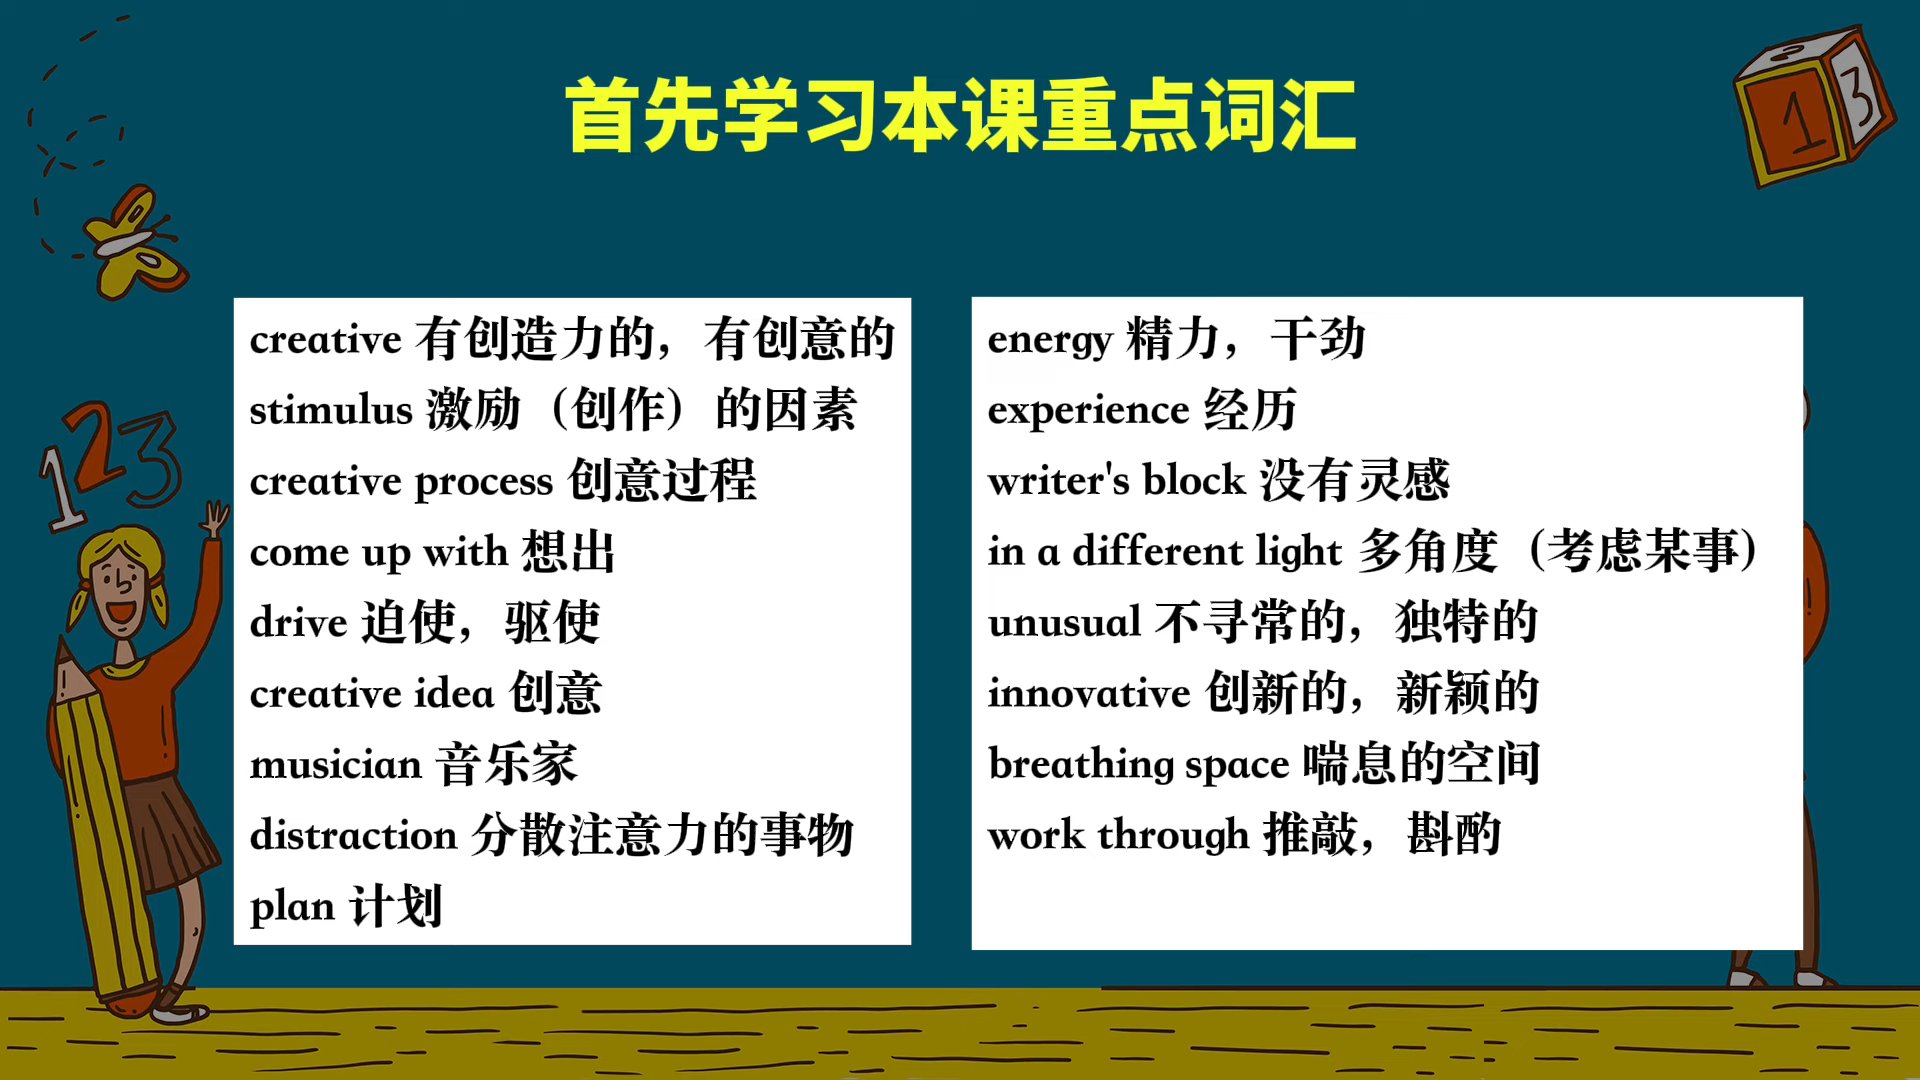 首先学习本课重点词汇
creative 有创造力的，有创意的
stimulus 激励（创作）的因素
creative process 创意过程
come up with 想出
drive 迫使，驱使
creative idea 创意
musician 音乐家
distraction 分散注意力的事物
plan 计划
energy 精力，干劲
experience 经历
writer's block 没有灵感
in a different light 多角度（考虑某事）
unusual 不寻常的，独特的
innovative 创新的，新颖的
breathing space 喘息的空间
work through 推敲，斟酌
123
1
3